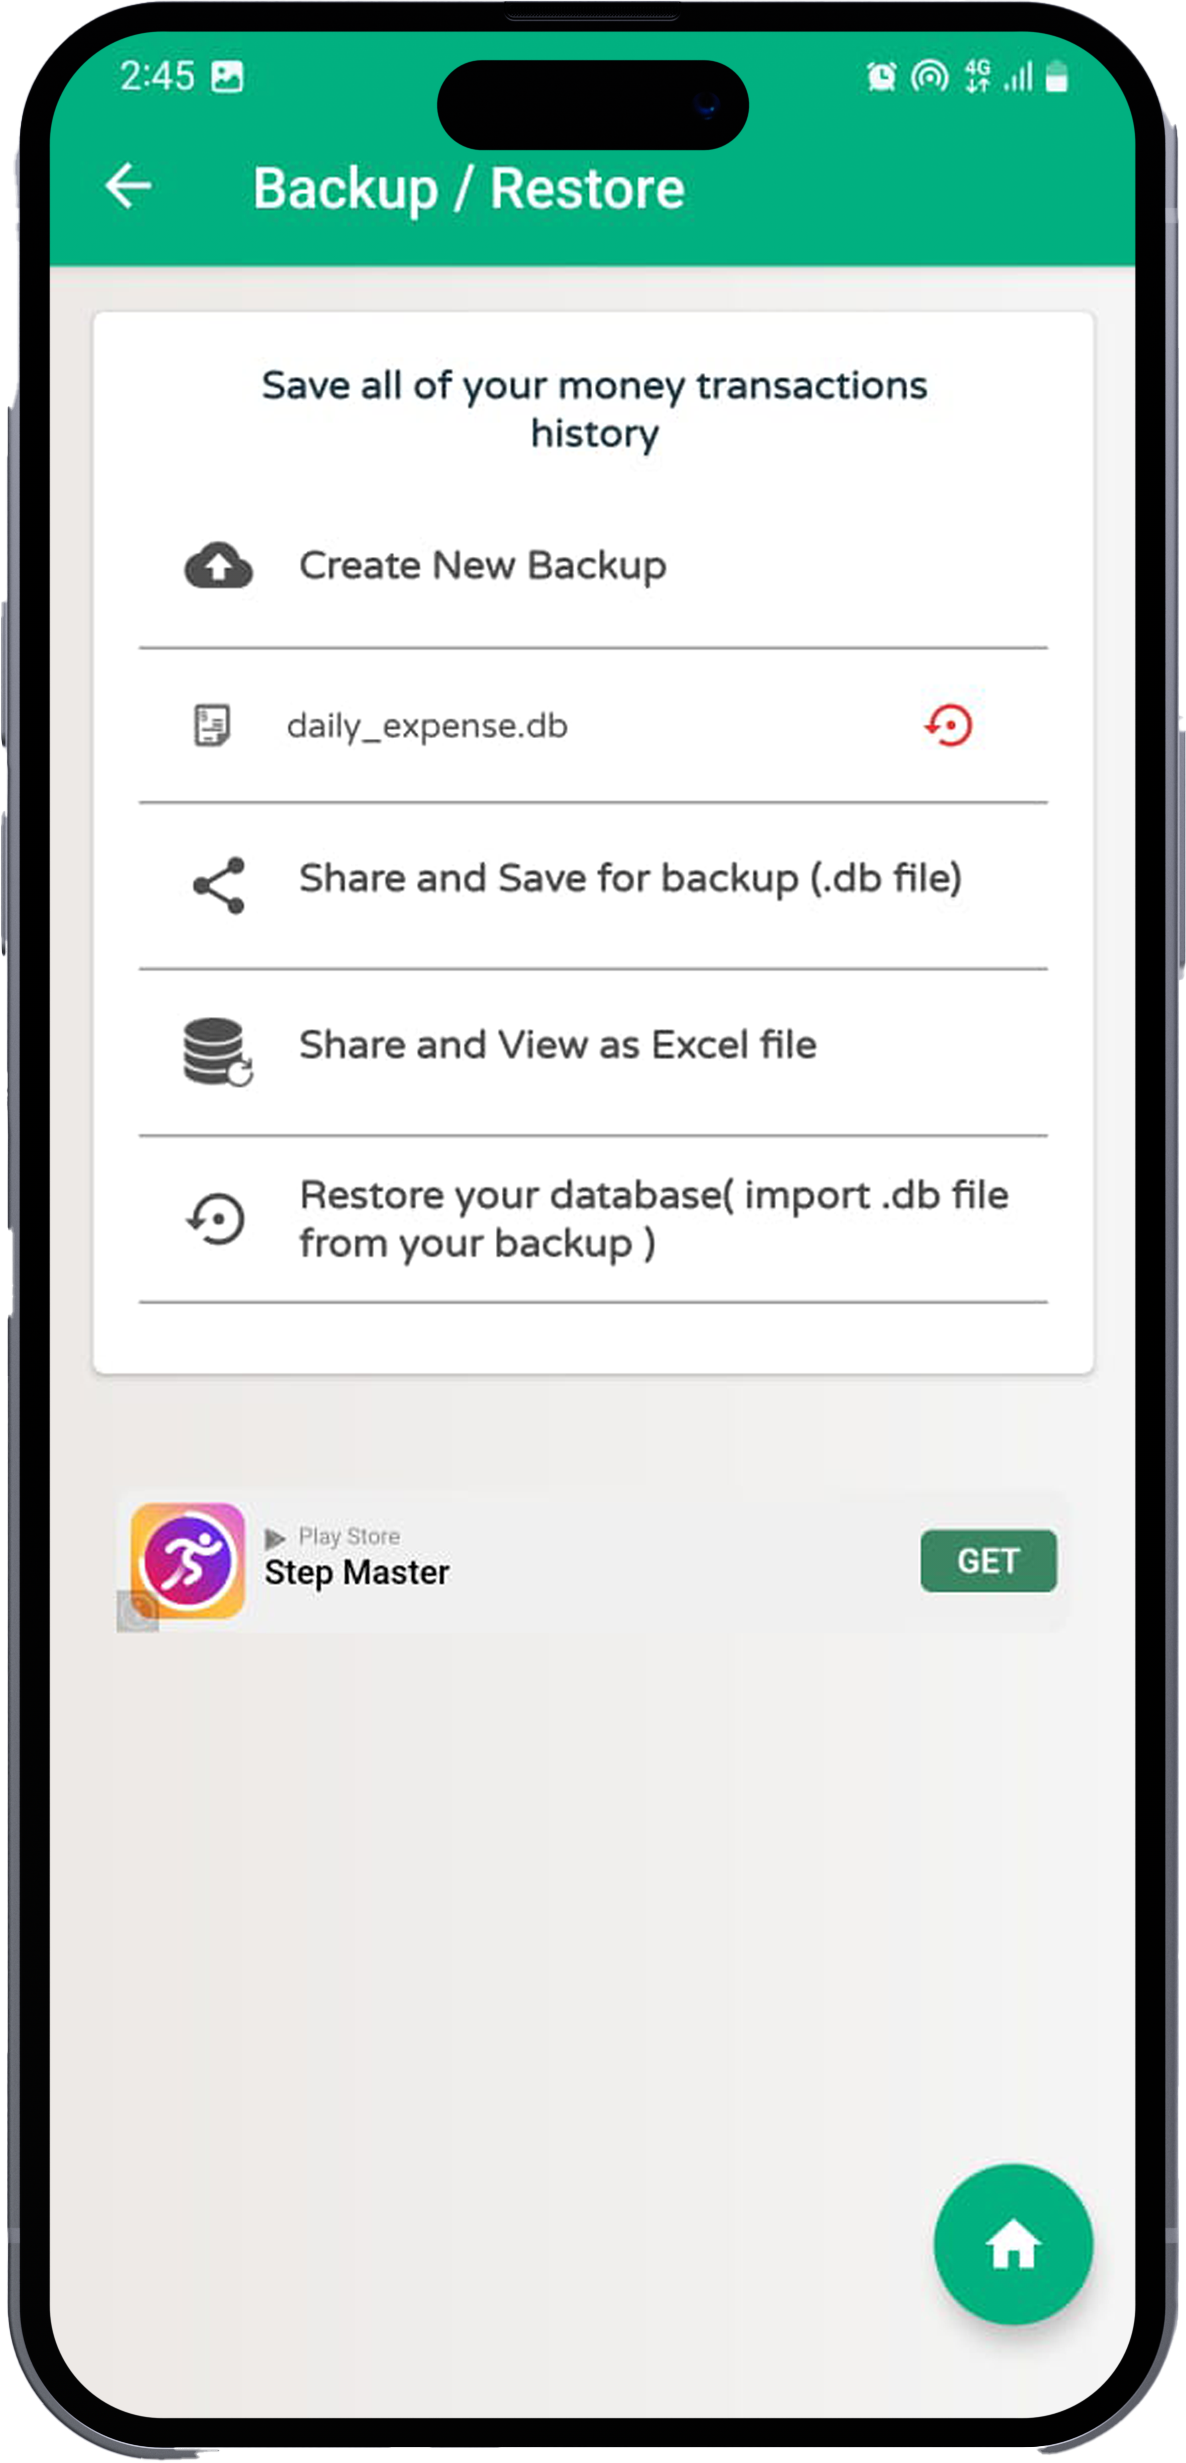 2:45
4G
Backup / Restore
Save all of your money transactions
history
Create New Backup
daily_expense.db
Share and Save for backup (.db file)
Share and View as Excel file
Restore your database( import .db file
from your backup )
Play Store
Step Master
GET